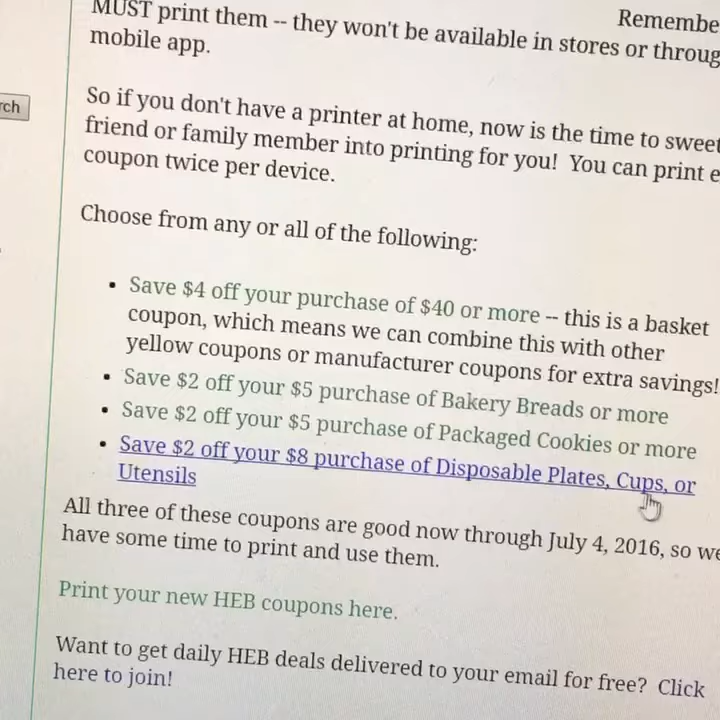 Remembe
MUST print them -- they won't be available in stores or throug
mobile app.
rch
So if you don't have a printer at home, now is the time to sweet
friend or family member into printing for you! You can print e
coupon twice per device.
Choose from any or all of the following:
• Save $4 off your purchase of $40 or more -- this is a basket
coupon, which means we can combine this with other
yellow coupons or manufacturer coupons for extra savings!
• Save $2 off your $5 purchase of Bakery Breads or more
• Save $2 off your $5 purchase of Packaged Cookies or more
• Save $2 off your $8 purchase of Disposable Plates, Cups, or
Utensils
All three of these coupons are good now through July 4, 2016, so we
have some time to print and use them.
Print your new HEB coupons here.
Want to get daily HEB deals delivered to your email for free? Click
here to join!